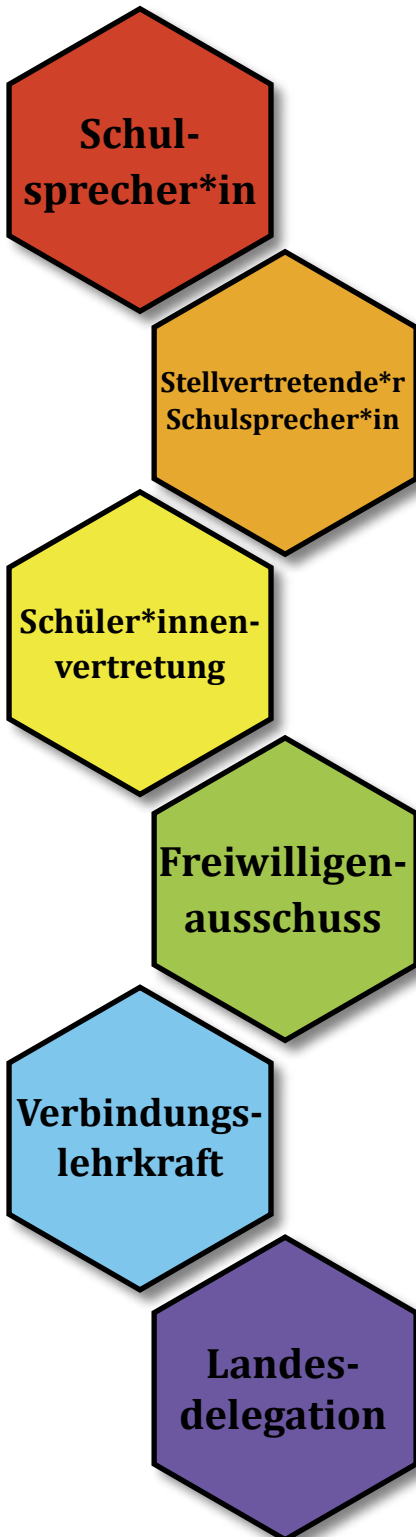 Schul-
sprecher*in
Stellvertretende*r
Schulsprecher*in
Schüler*innen-
vertretung
Freiwilligen-
ausschuss
Verbindungs-
lehrkraft
Landes-
delegation